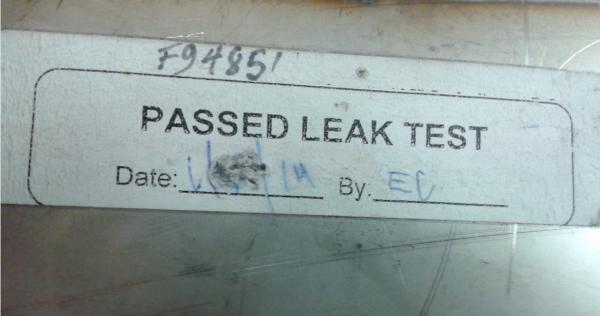 F94851
PASSED LEAK TEST
Date: By: EC